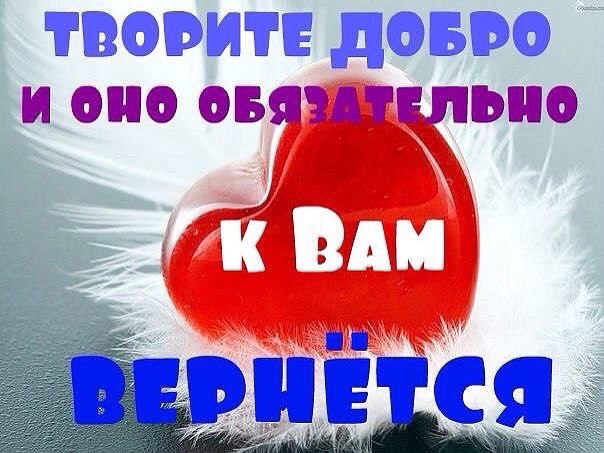 ТВОРИТЕ ДОБРО
И ОНО ОБЯЗАТЕЛЬНО
К ВАМ
ВЕРНЁТСЯ